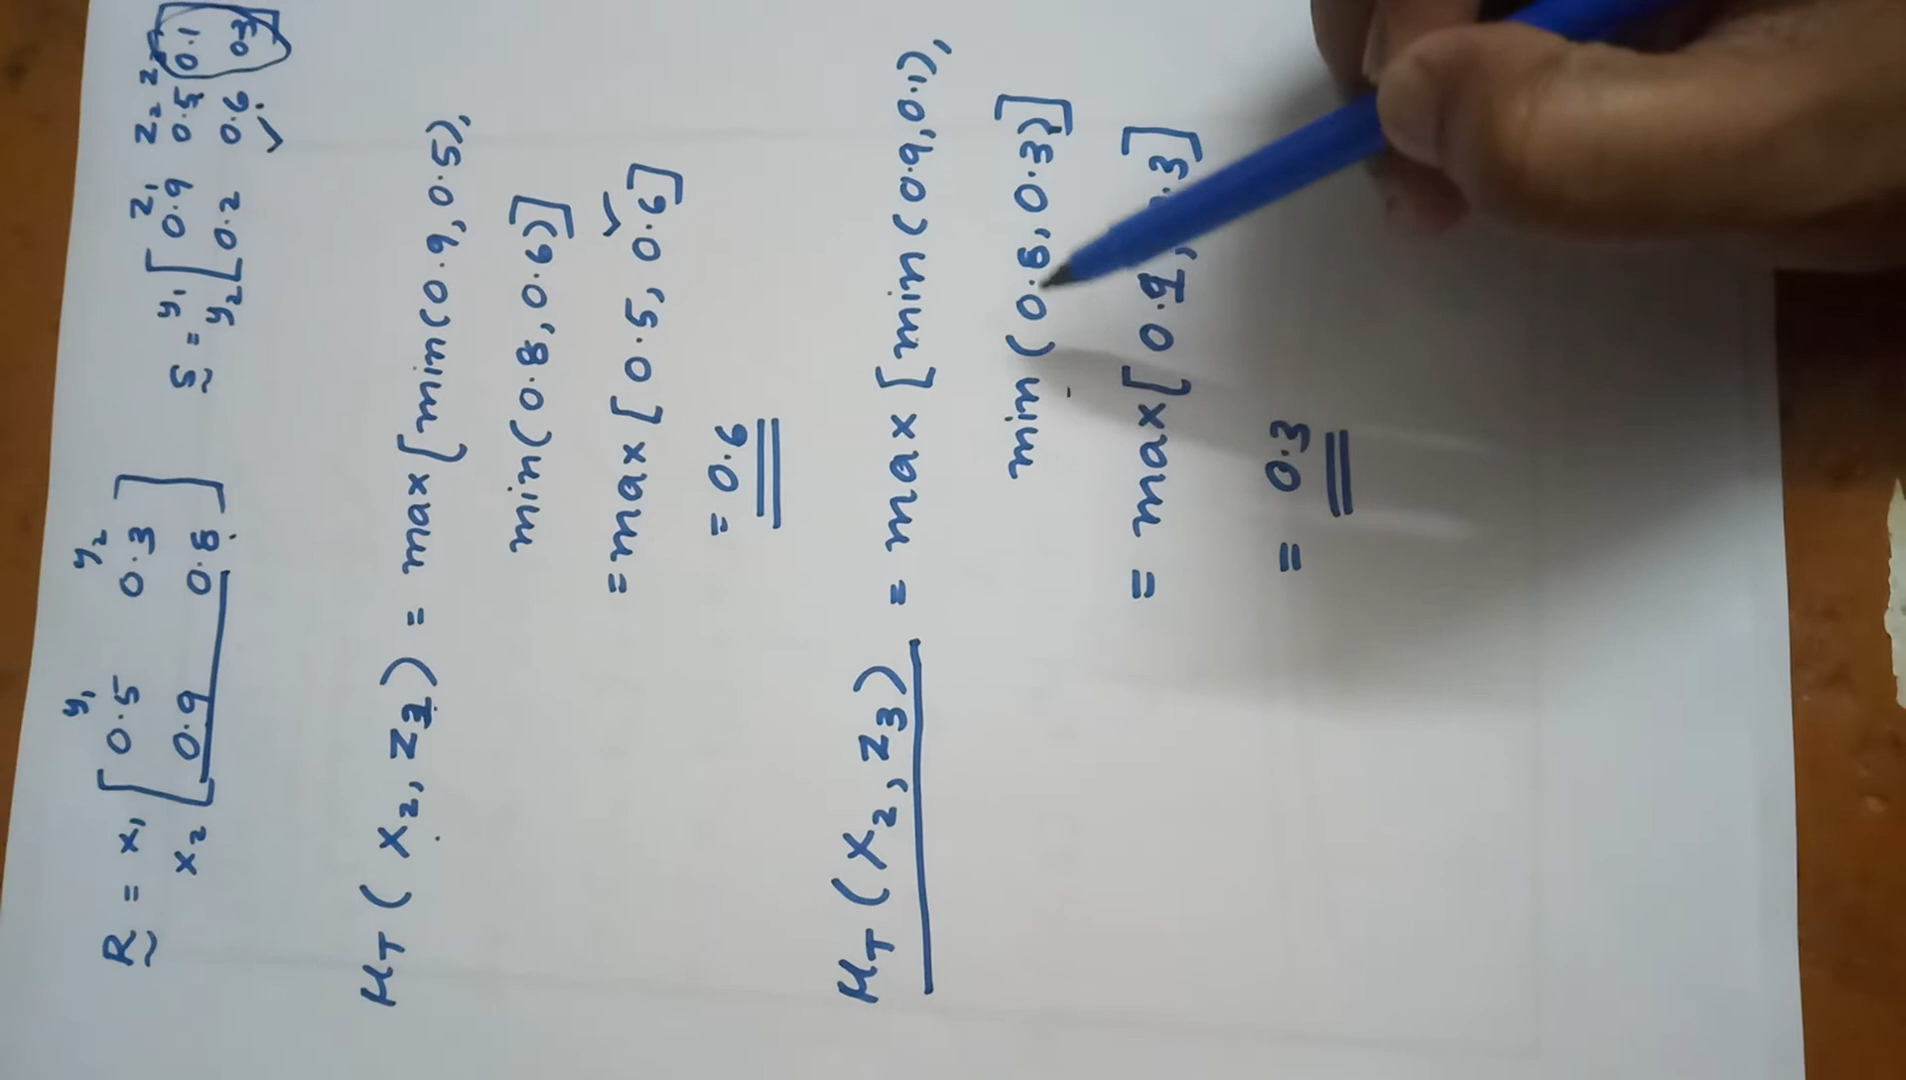 y₁ y₂
R = x₁ [ 0.5 0.3 ]
x₂ [ 0.9 0.8 ]
z₁ z₂
S = y₁ [ 0.9 0.5 0.1
y₂ [ 0.2 0.6 0.3
μT ( x₂, z₂ ) = max [ min (0.9, 0.5),
min (0.8, 0.6) ]
= max [ 0.5, 0.6 ]
= 0.6
μT ( x₂, z₃ ) = max [ min (0.9, 0.1),
min (0.8, 0.3) ]
= max [ 0.1, .3 ]
= 0.3